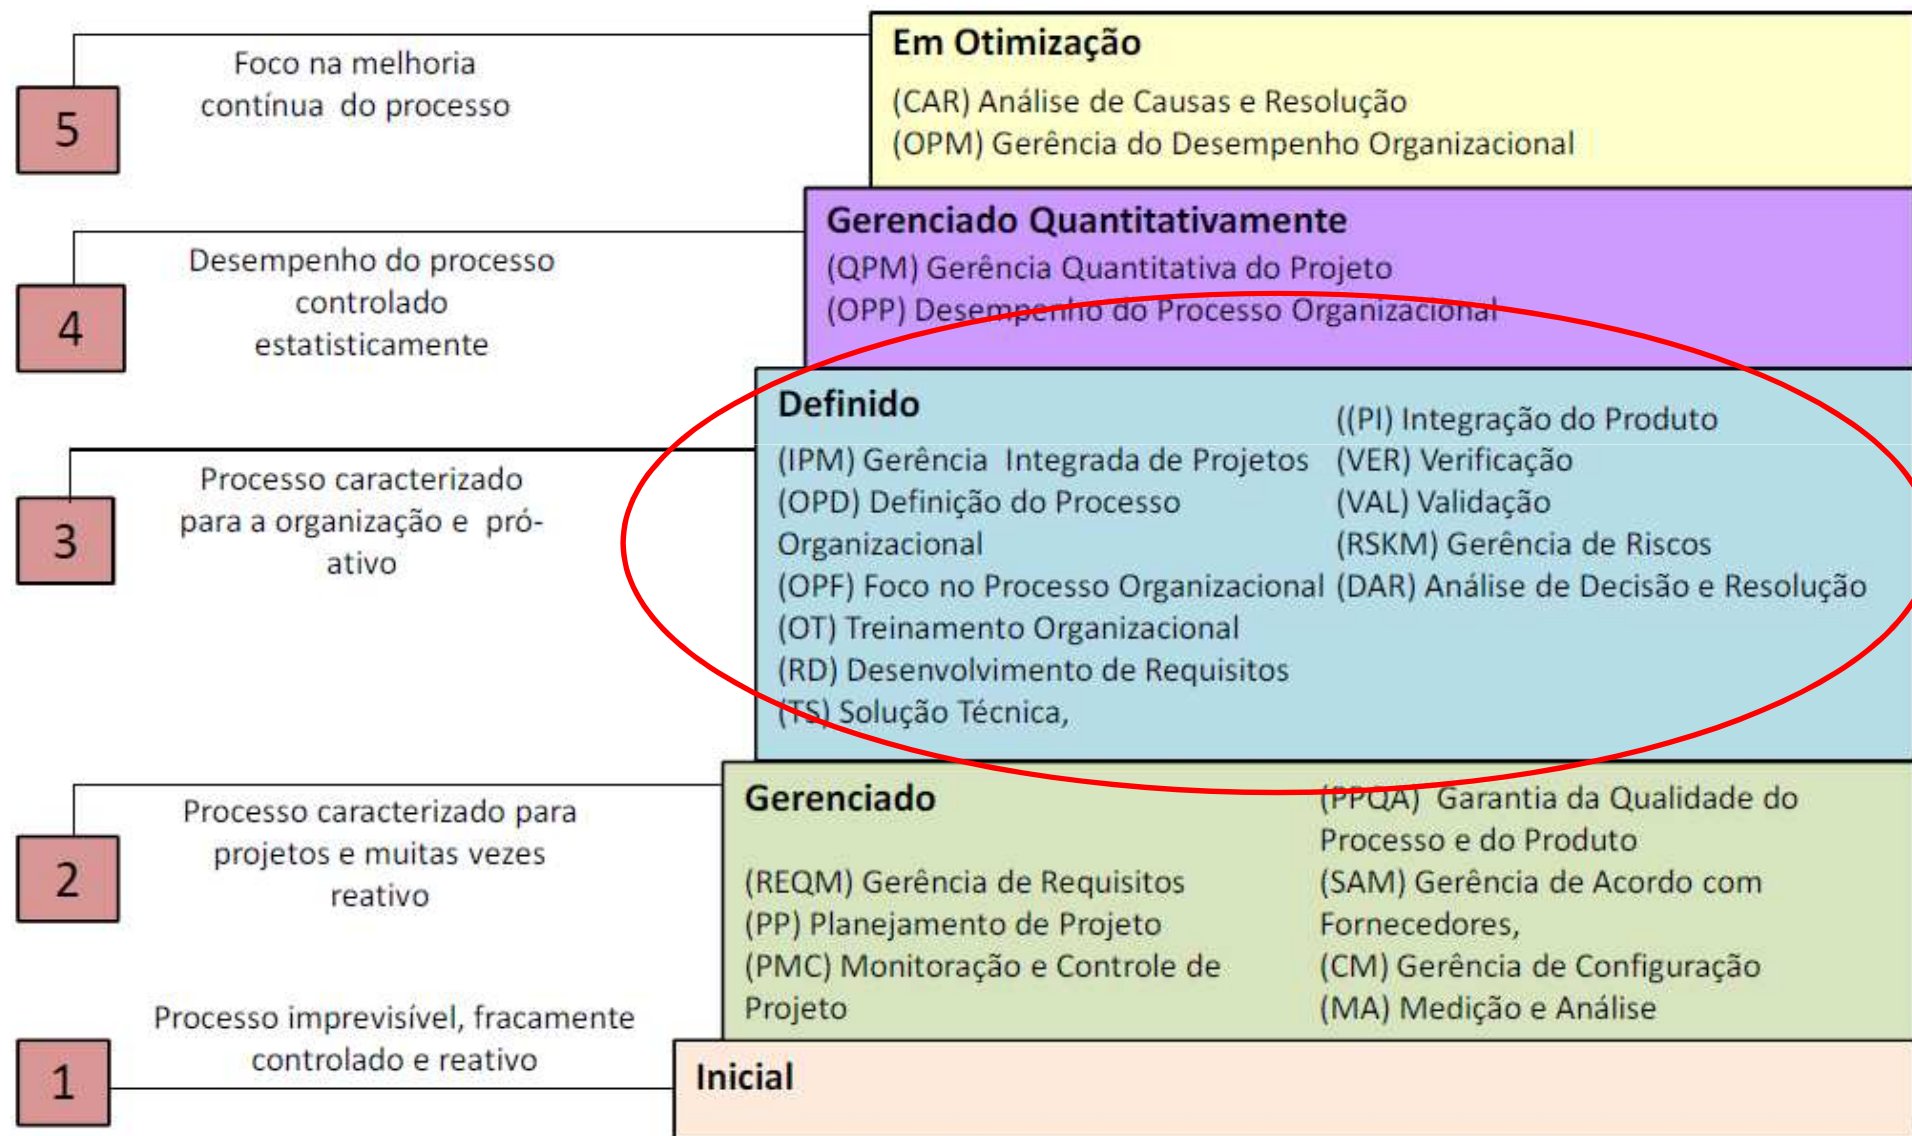 5
Foco na melhoria
contínua do processo
Em Otimização
(CAR) Análise de Causas e Resolução
(OPM) Gerência do Desempenho Organizacional
4
Desempenho do processo
controlado
estatisticamente
Gerenciado Quantitativamente
(QPM) Gerência Quantitativa do Projeto
(OPP) Desempenho do Processo Organizacional
3
Processo caracterizado
para a organização e pró-
ativo
Definido
(IPM) Gerência Integrada de Projetos
(OPD) Definição do Processo
Organizacional
(OPF) Foco no Processo Organizacional
(OT) Treinamento Organizacional
(RD) Desenvolvimento de Requisitos
(TS) Solução Técnica,
((PI) Integração do Produto
(VER) Verificação
(VAL) Validação
(RSKM) Gerência de Riscos
(DAR) Análise de Decisão e Resolução
2
Processo caracterizado para
projetos e muitas vezes
reativo
Gerenciado
(REQM) Gerência de Requisitos
(PP) Planejamento de Projeto
(PMC) Monitoração e Controle de
Projeto
(PPQA) Garantia da Qualidade do
Processo e do Produto
(SAM) Gerência de Acordo com
Fornecedores,
(CM) Gerência de Configuração
(MA) Medição e Análise
1
Processo imprevisível, fracamente
controlado e reativo
Inicial